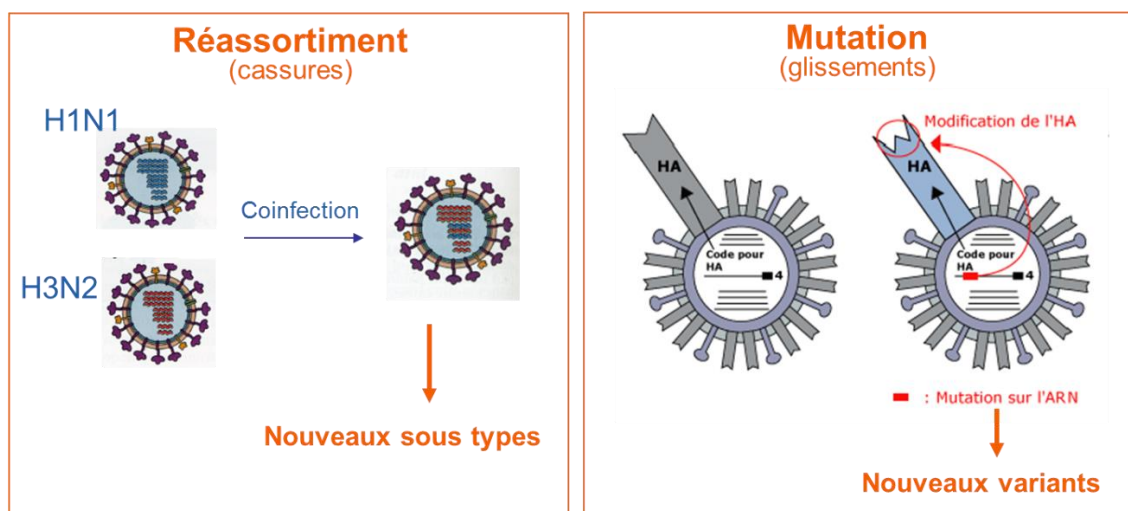 Réassortiment
(cassures)
H1N1
Coinfection
H3N2
Nouveaux sous types
Mutation
(glissements)
Modification de l'HA
HA
HA
Code pour
HA
4
Code pour
HA
4
: Mutation sur l'ARN
Nouveaux variants